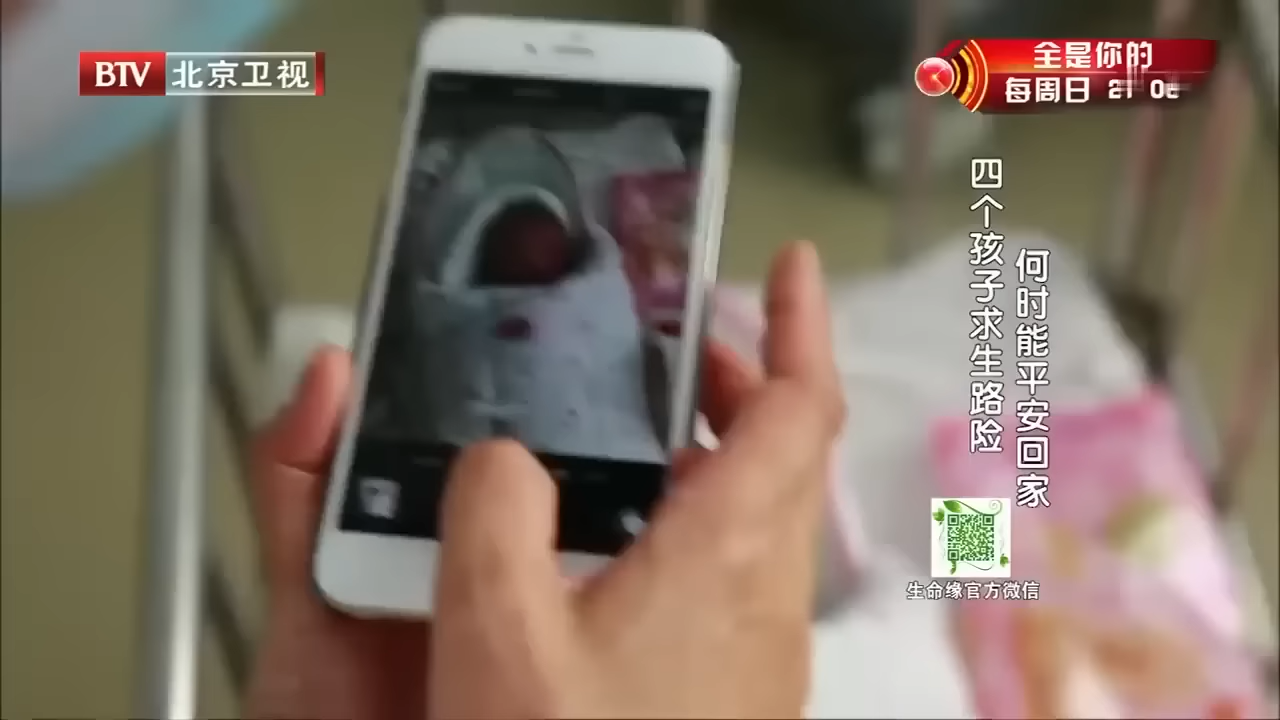 BTV 北京卫视
全是你的
每周日
四个孩子求生路险
何时能平安回家
生命缘官方微信